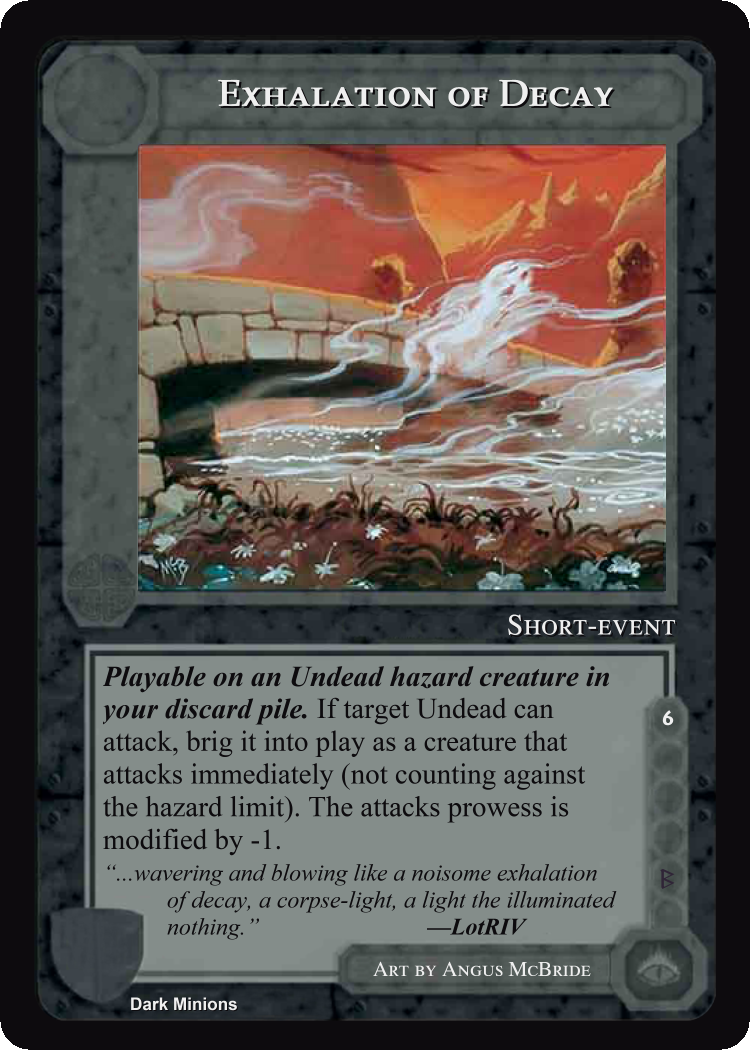 Exhalation of Decay
McB
Short-event
Playable on an Undead hazard creature in
your discard pile. If target Undead can
attack, brig it into play as a creature that
attacks immediately (not counting against
the hazard limit). The attacks prowess is
modified by -1.
6
“...wavering and blowing like a noisome exhalation
of decay, a corpse-light, a light the illuminated
nothing.” —LotRIV
B
Art by Angus McBride
Dark Minions